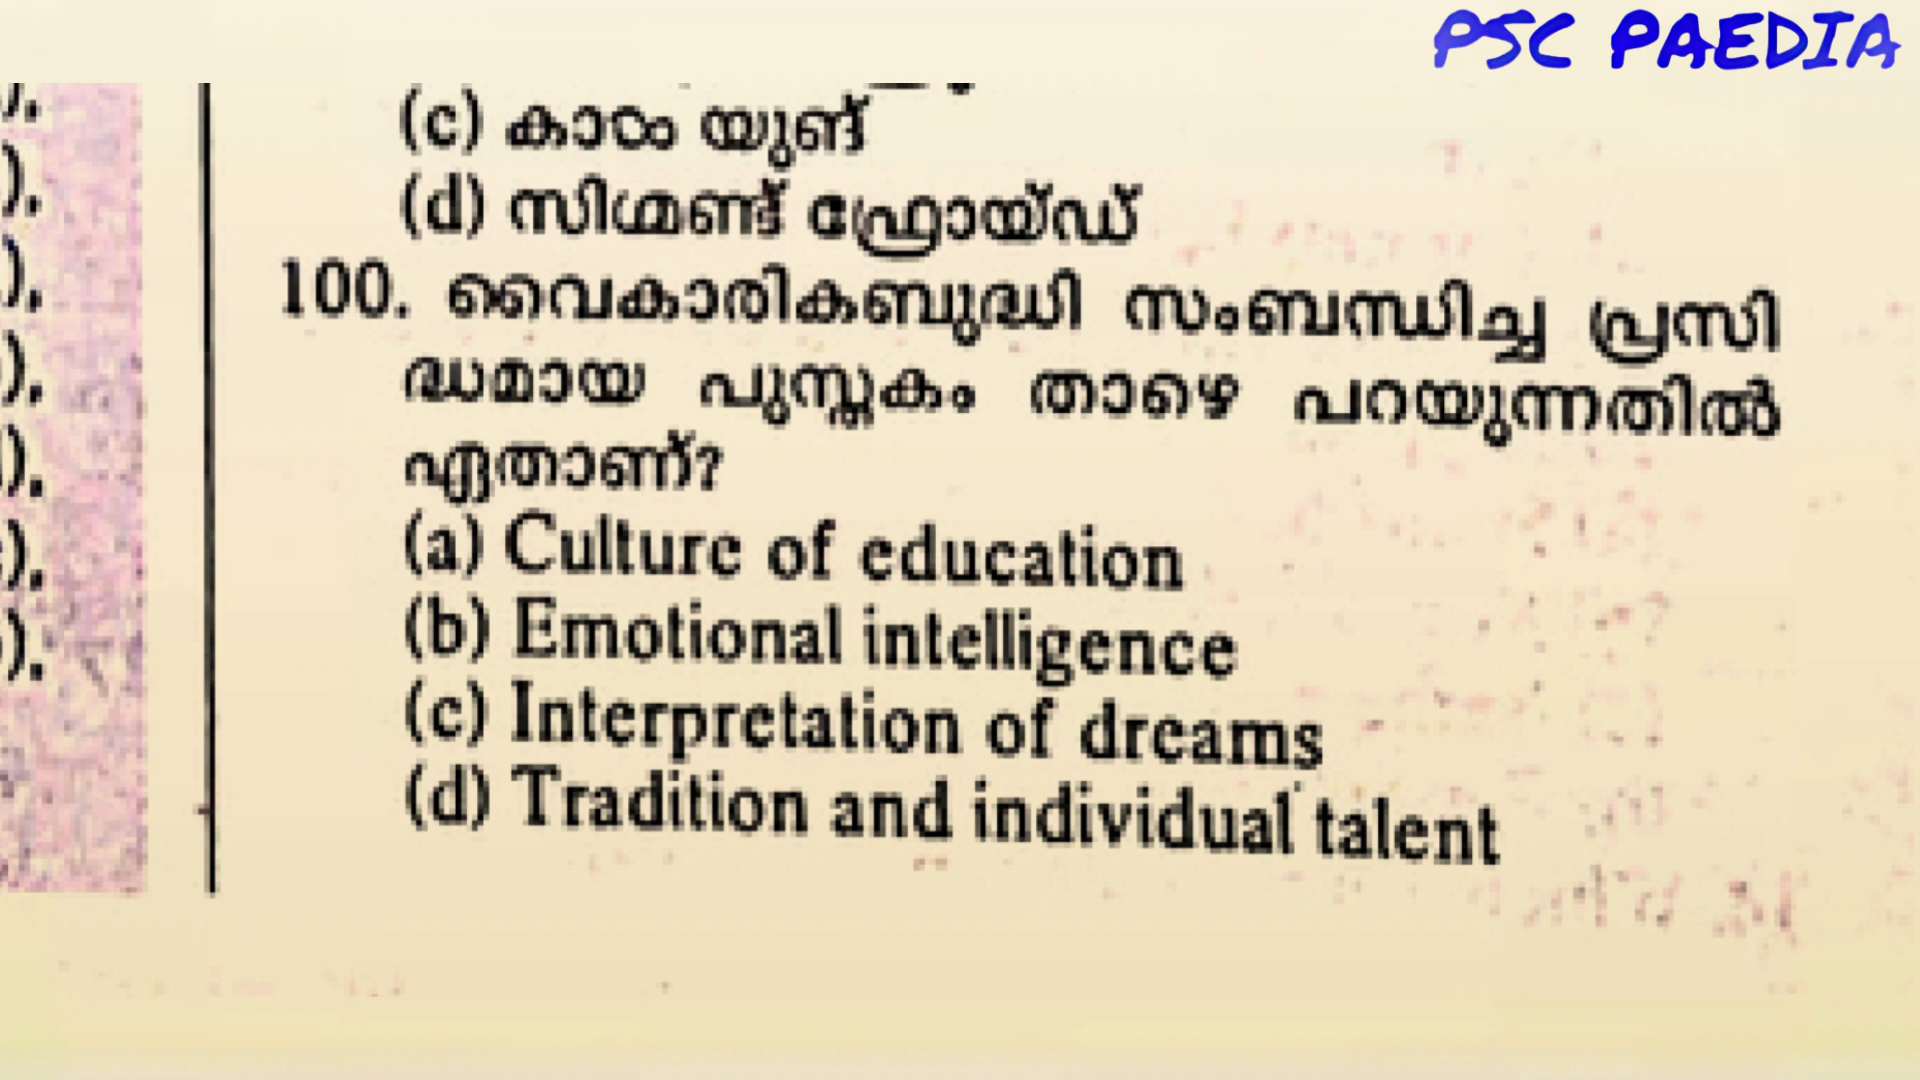 PSC PAEDIA
(c) കാറം യുങ്
(d) സിഗ്മണ്ട് ഫ്രോയ്ഡ്
100. വൈകാരികബുദ്ധി സംബന്ധിച്ച പ്രസി
ദ്ധമായ പുസ്തകം താഴെ പറയുന്നതിൽ
ഏതാണ്?
(a) Culture of education
(b) Emotional intelligence
(c) Interpretation of dreams
(d) Tradition and individual talent